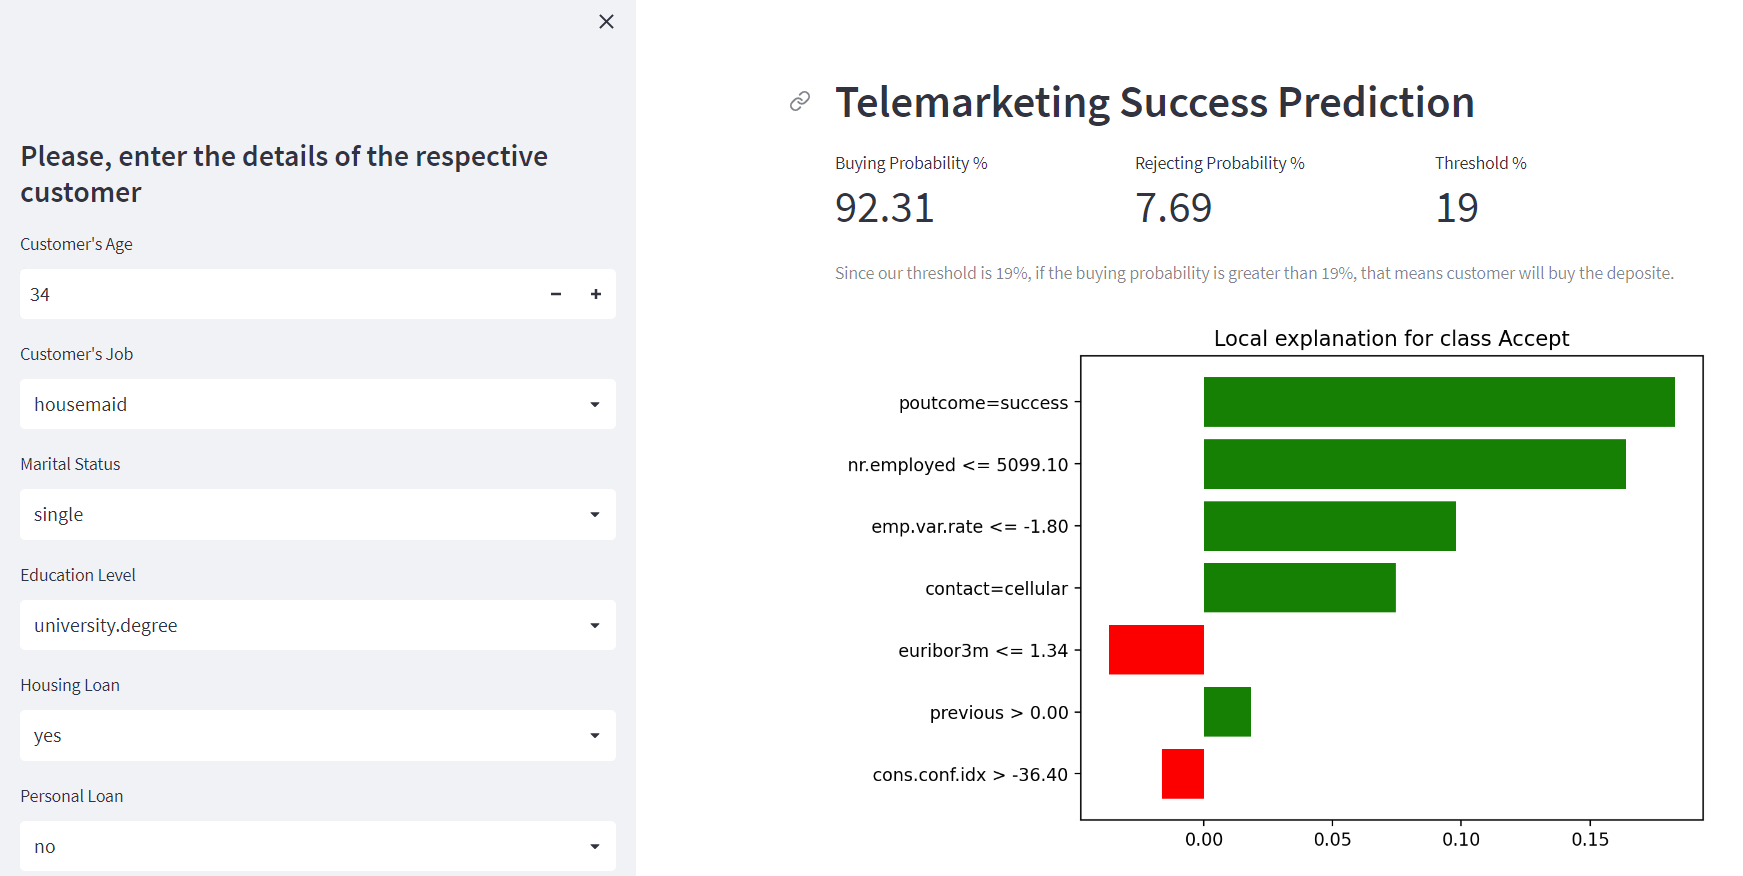 Please, enter the details of the respective
customer
Customer's Age
34
Customer's Job
housemaid
Marital Status
single
Education Level
university.degree
Housing Loan
yes
Personal Loan
no
Telemarketing Success Prediction
Buying Probability %
92.31
Rejecting Probability %
7.69
Threshold %
19
Since our threshold is 19%, if the buying probability is greater than 19%, that means customer will buy the deposite.
Local explanation for class Accept
poutcome=success
nr.employed <= 5099.10
emp.var.rate <= -1.80
contact=cellular
euribor3m <= 1.34
previous > 0.00
cons.conf.idx > -36.40
0.00 0.05 0.10 0.15